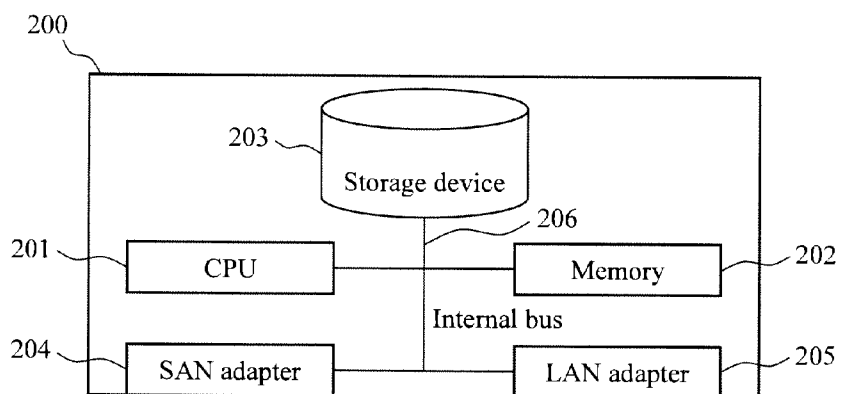 200
203
Storage device
206
201
CPU
Memory
202
Internal bus
204
SAN adapter
LAN adapter
205